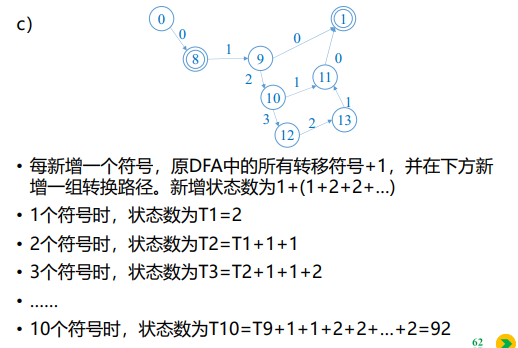 c)
0
1
0
0
8
1
9
2
1
11
0
10
3
1
12
2
13
• 每新增一个符号，原DFA中的所有转移符号+1，并在下方新
增一组转换路径。新增状态数为1+(1+2+2+…)
• 1个符号时，状态数为T1=2
• 2个符号时，状态数为T2=T1+1+1
• 3个符号时，状态数为T3=T2+1+1+2
• ……
• 10个符号时，状态数为T10=T9+1+1+2+2+…+2=92
62